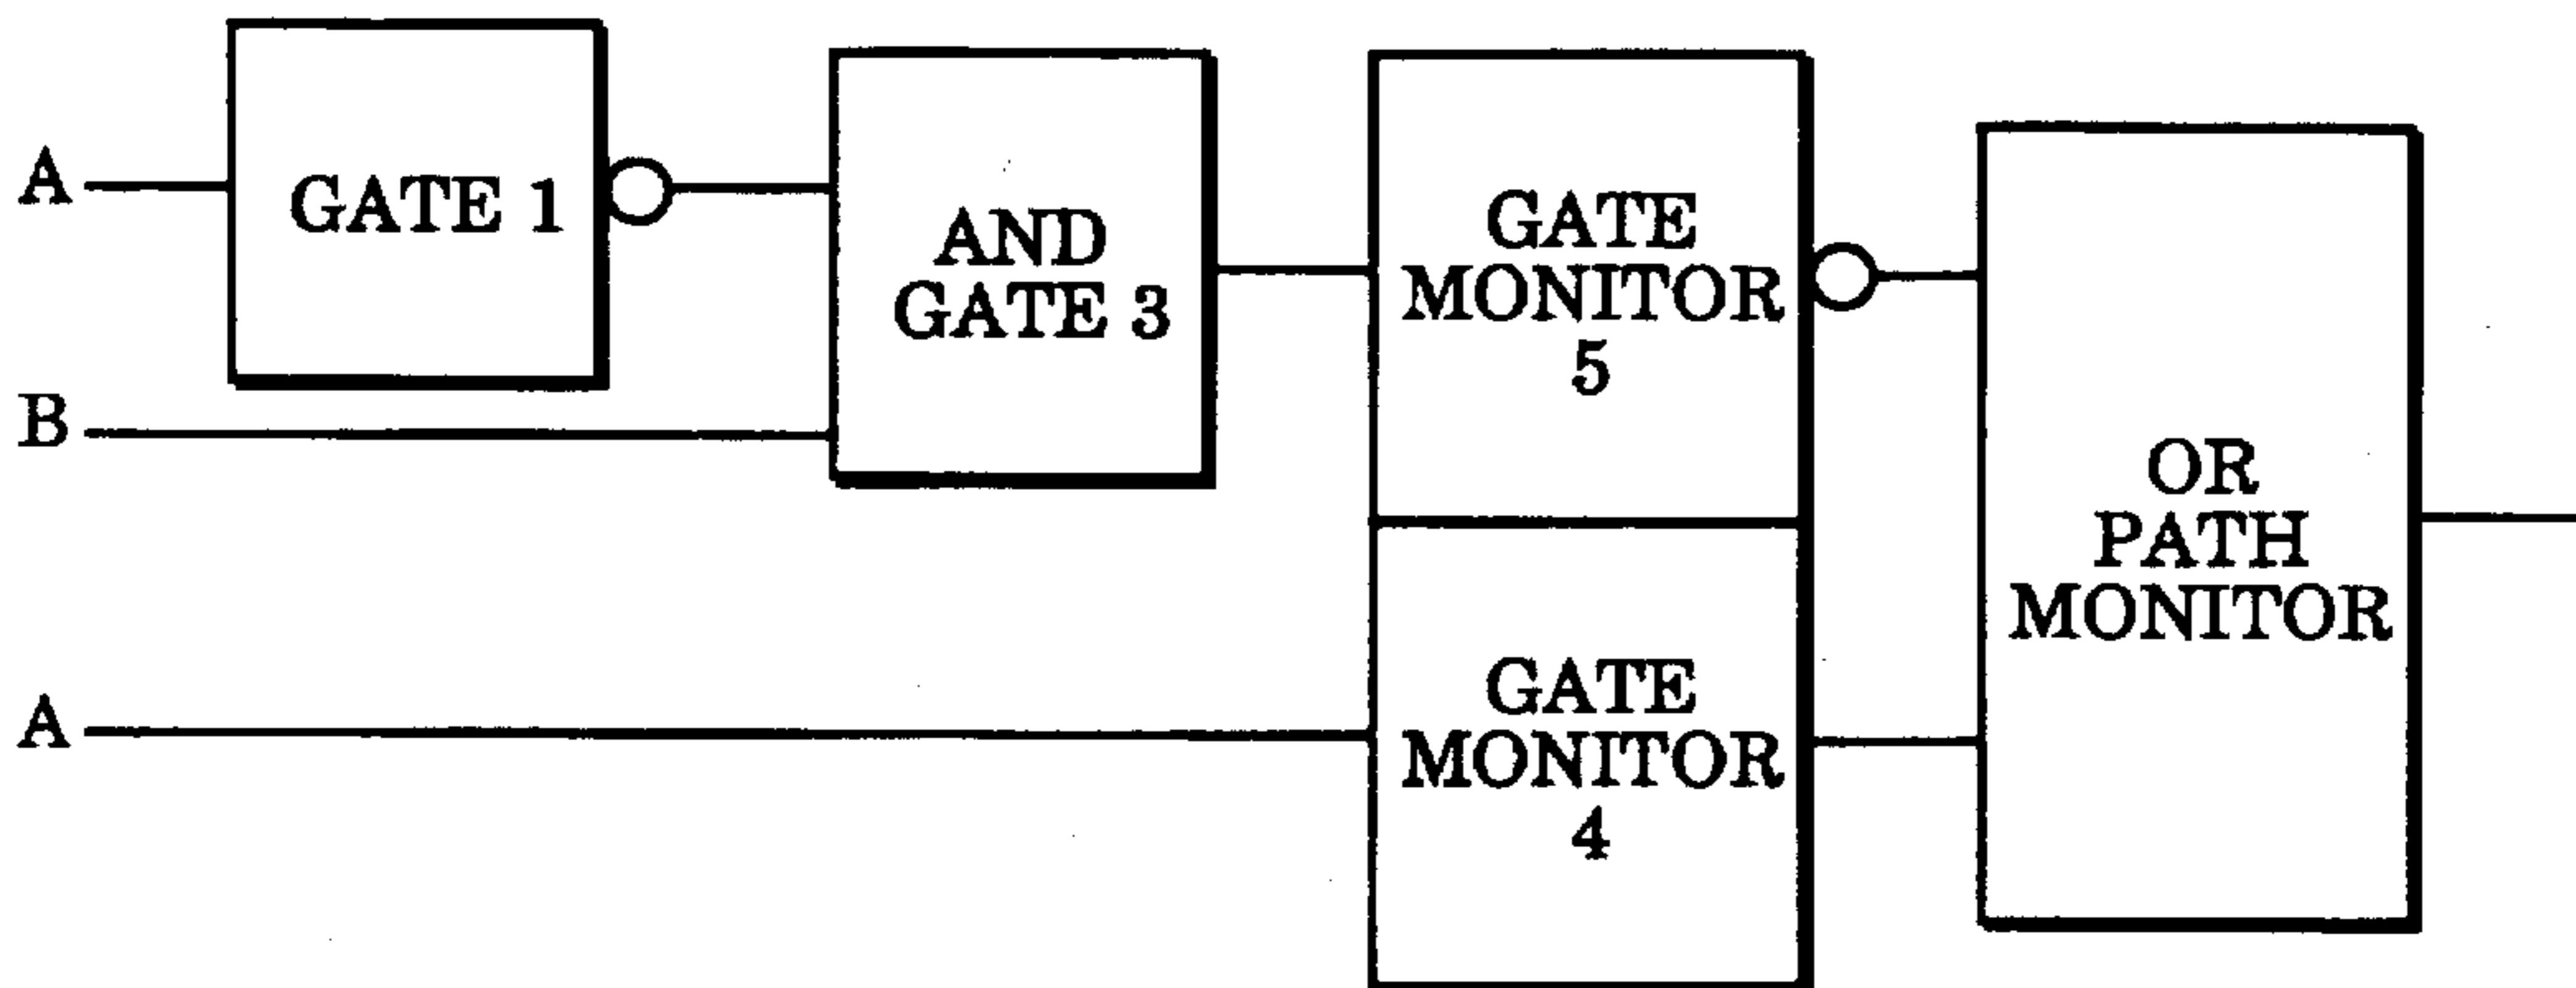 A
GATE 1
AND
GATE 3
B
GATE
MONITOR
5
OR
PATH
MONITOR
A
GATE
MONITOR
4